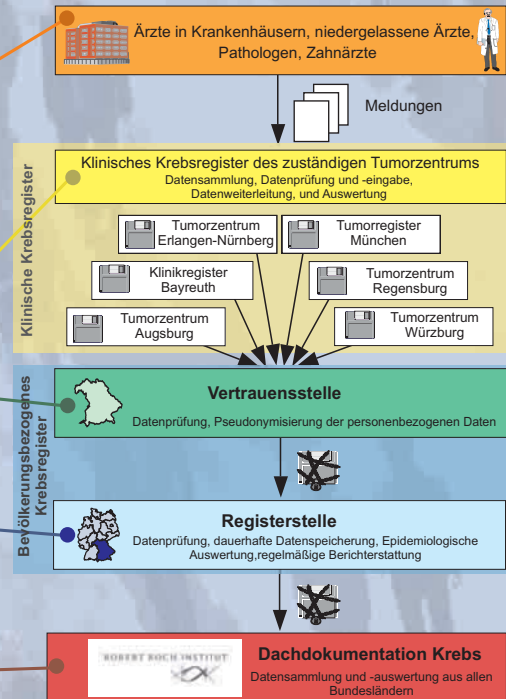 Ärzte in Krankenhäusern, niedergelassene Ärzte,
Pathologen, Zahnärzte
Meldungen
Klinische Krebsregister
Klinisches Krebsregister des zuständigen Tumorzentrums
Datensammlung, Datenprüfung und -eingabe,
Datenweiterleitung, und Auswertung
Tumorzentrum
Erlangen-Nürnberg
Tumorregister
München
Klinikregister
Bayreuth
Tumorzentrum
Regensburg
Tumorzentrum
Augsburg
Tumorzentrum
Würzburg
Bevölkerungsbezogenes
Krebsregister
Vertrauensstelle
Datenprüfung, Pseudonymisierung der personenbezogenen Daten
Registerstelle
Datenprüfung, dauerhafte Datenspeicherung, Epidemiologische
Auswertung,regelmäßige Berichterstattung
ROBERT KOCH INSTITUT
Dachdokumentation Krebs
Datensammlung und -auswertung aus allen
Bundesländern